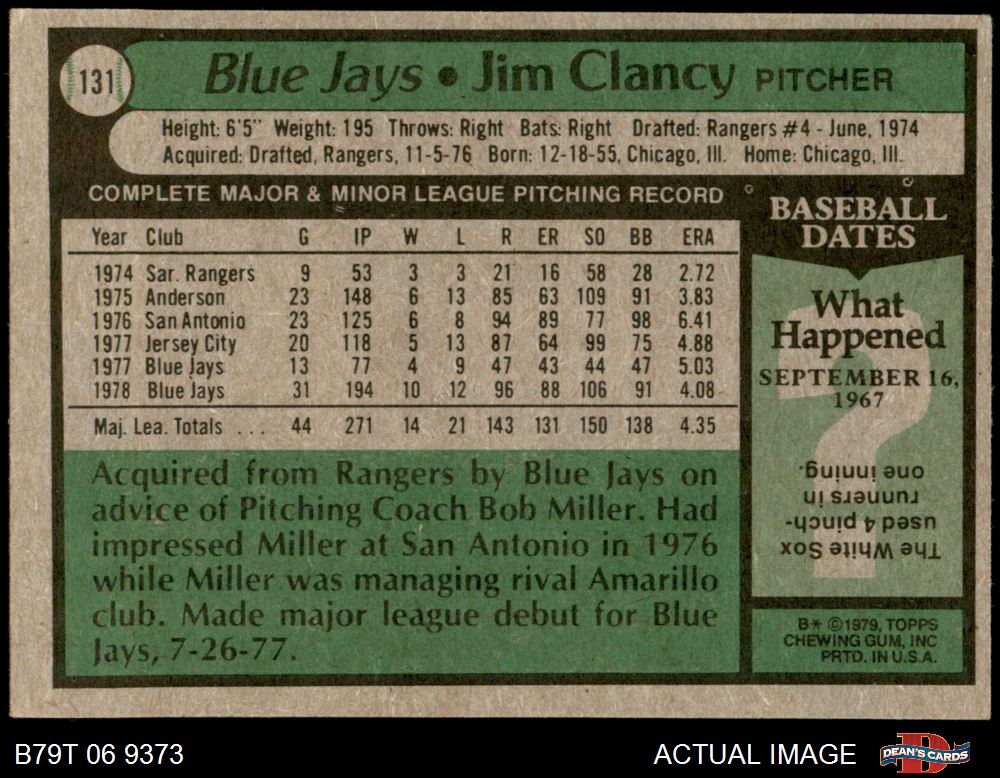 131
Blue Jays • Jim Clancy PITCHER
Height: 6'5" Weight: 195 Throws: Right Bats: Right Drafted: Rangers #4 - June, 1974
Acquired: Drafted, Rangers, 11-5-76 Born: 12-18-55, Chicago, Ill. Home: Chicago, Ill.
COMPLETE MAJOR & MINOR LEAGUE PITCHING RECORD
Year Club G IP W L R ER SO BB ERA
1974 Sar. Rangers 9 53 3 3 21 16 58 28 2.72
1975 Anderson 23 148 6 13 85 63 109 91 3.83
1976 San Antonio 23 125 6 8 94 89 77 98 6.41
1977 Jersey City 20 118 5 13 87 64 99 75 4.88
1977 Blue Jays 13 77 4 9 47 43 44 47 5.03
1978 Blue Jays 31 194 10 12 96 88 106 91 4.08
Maj. Lea. Totals . . . 44 271 14 21 143 131 150 138 4.35
Acquired from Rangers by Blue Jays on
advice of Pitching Coach Bob Miller. Had
impressed Miller at San Antonio in 1976
while Miller was managing rival Amarillo
club. Made major league debut for Blue
Jays, 7-26-77.
BASEBALL
DATES
What
Happened
SEPTEMBER 16,
1967
The White Sox
used 4 pinch-
runners in
one inning.
B* ©1979, TOPPS
CHEWING GUM, INC
PRTD. IN U.S.A.
B79T 06 9373
ACTUAL IMAGE
DEAN'S CARDS